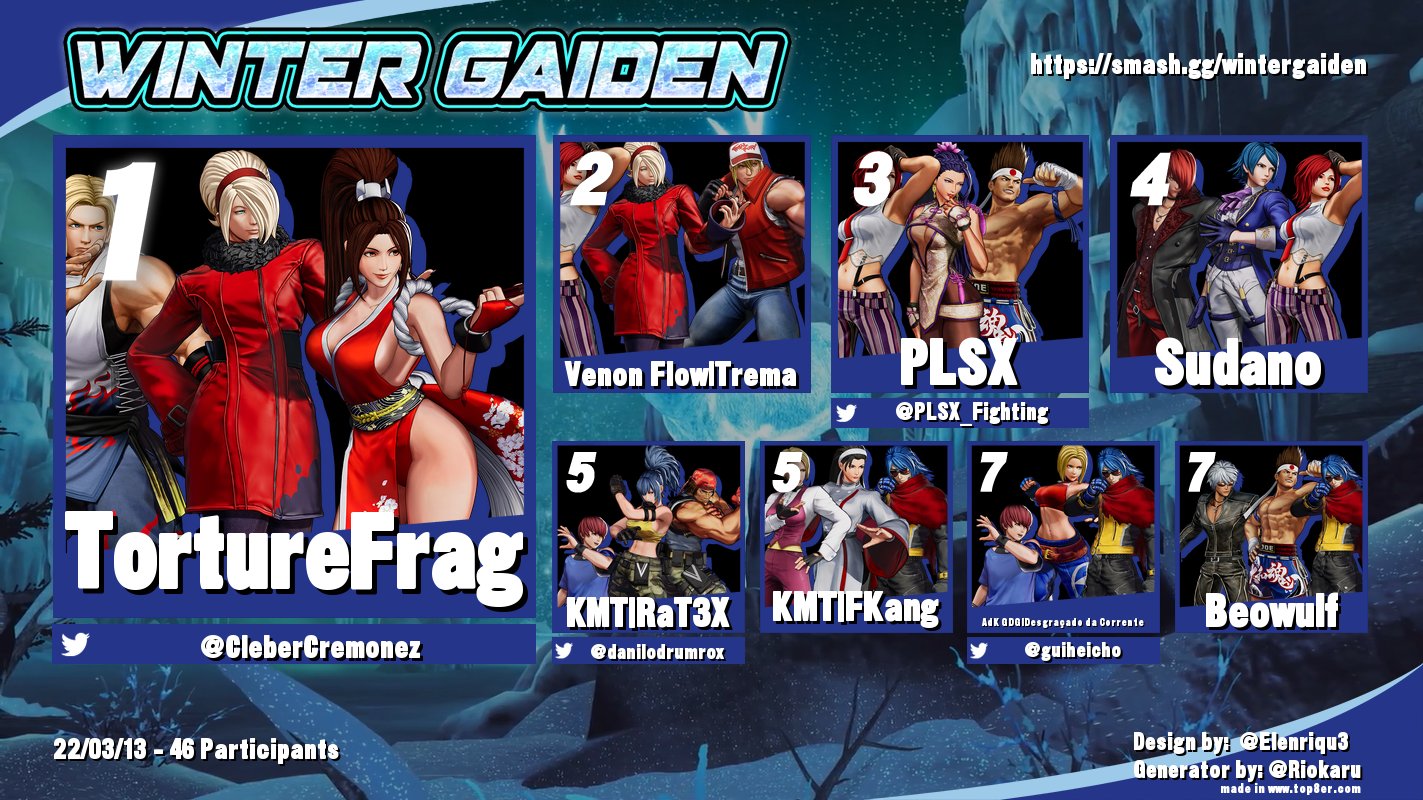 WINTER GAIDEN
https://smash.gg/wintergaiden
1
TortureFrag
@CleberCremonez
2
Venon Flow|Trema
3
PLSX
@PLSX_Fighting
4
Sudano
5
KMT|RaT3X
@danilodrumrox
5
KMT|FKang
7
AdK GDG|Desgraçado da Corrente
@guiheicho
7
Beowulf
22/03/13 - 46 Participants
Design by: @Elenriqu3
Generator by: @Riokaru
made in www.top8er.com